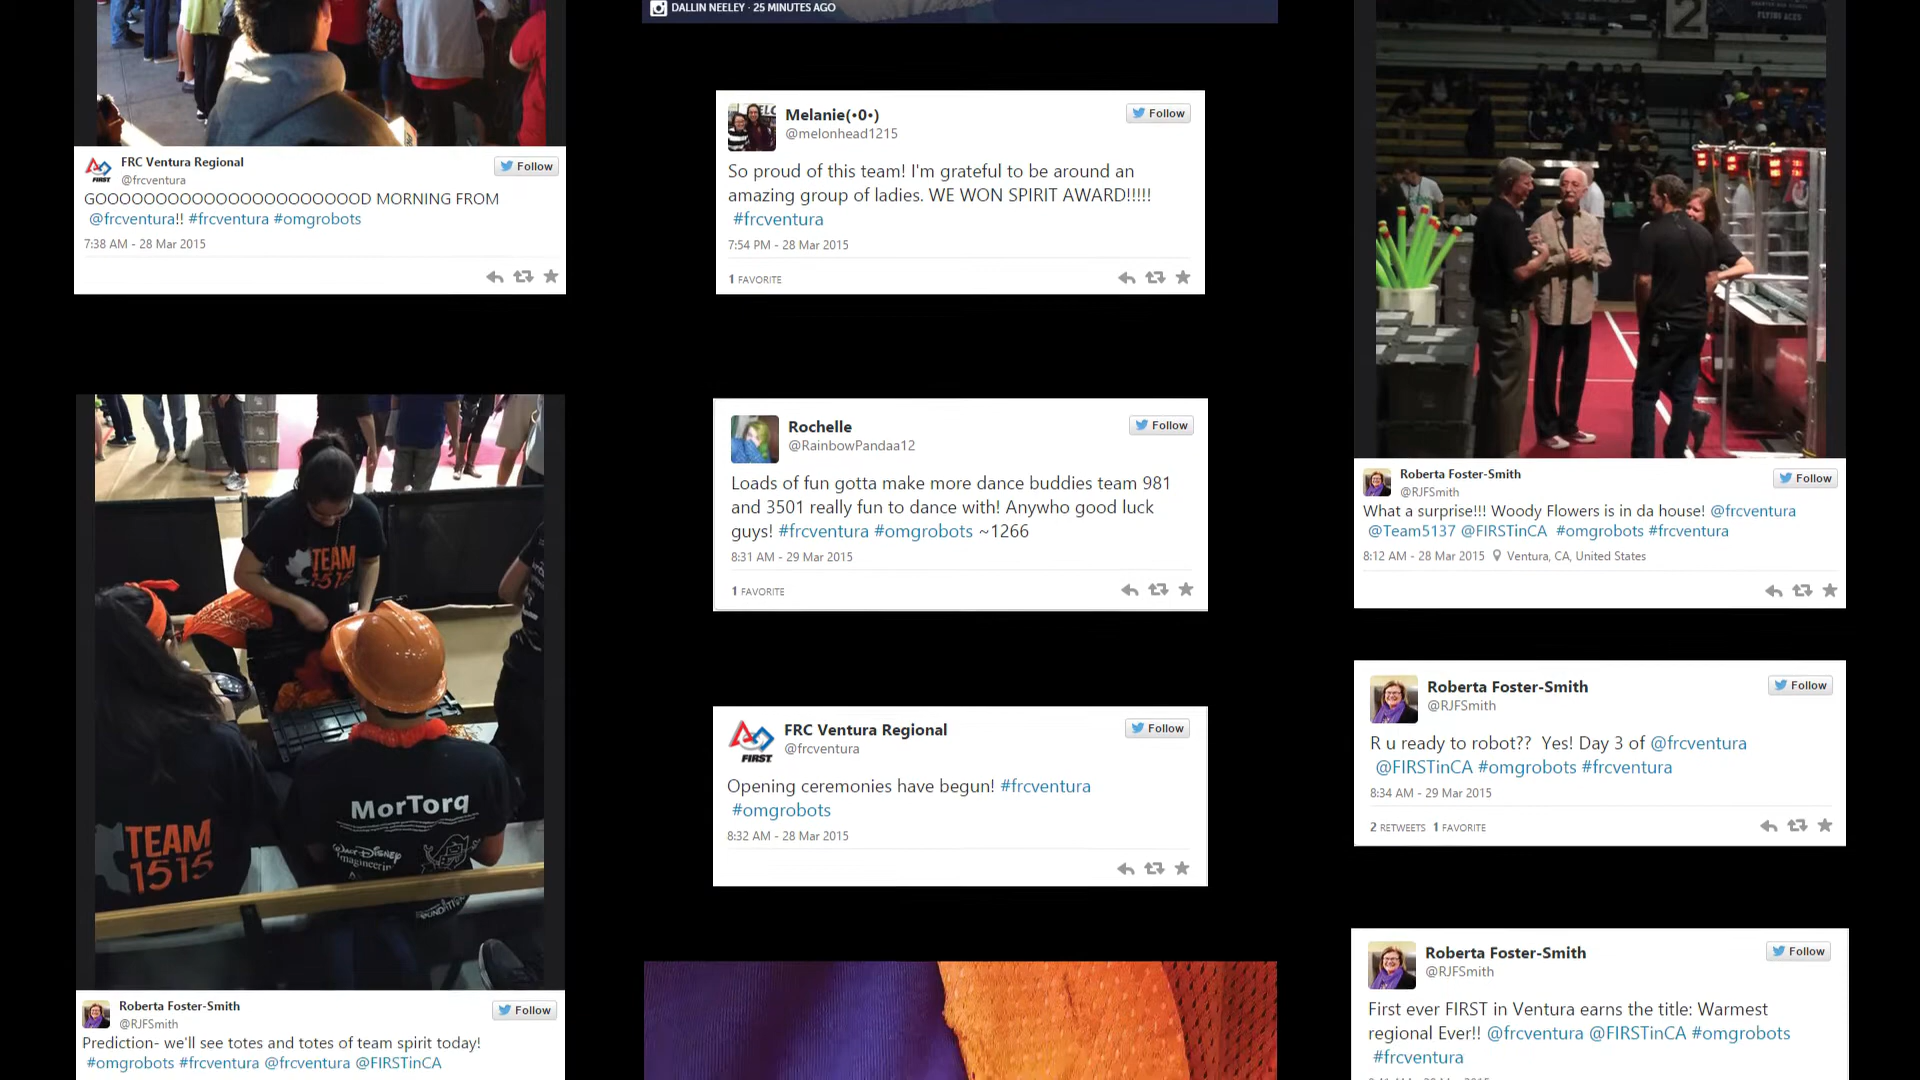 FRC Ventura Regional
@frcventura
Follow
GOOOOOOOOOOOOOOOOOOOOOOD MORNING FROM
@frcventura!! #frcventura #omgrobots
7:38 AM - 28 Mar 2015
TEAM
1515
TEAM
1515
MorTorq
Walt Disney
Imagineering
Roberta Foster-Smith
@RJFSmith
Follow
Prediction- we'll see totes and totes of team spirit today!
#omgrobots #frcventura @frcventura @FIRSTinCA
DALLIN NEELEY · 25 MINUTES AGO
Melanie(•0•)
@melonhead1215
Follow
So proud of this team! I'm grateful to be around an
amazing group of ladies. WE WON SPIRIT AWARD!!!!!
#frcventura
7:54 PM - 28 Mar 2015
1 FAVORITE
Rochelle
@RainbowPandaa12
Follow
Loads of fun gotta make more dance buddies team 981
and 3501 really fun to dance with! Anywho good luck
guys! #frcventura #omgrobots ~1266
8:31 AM - 29 Mar 2015
1 FAVORITE
FIRST
FRC Ventura Regional
@frcventura
Follow
Opening ceremonies have begun! #frcventura
#omgrobots
8:32 AM - 28 Mar 2015
2
FLYING ACES
Roberta Foster-Smith
@RJFSmith
Follow
What a surprise!!! Woody Flowers is in da house! @frcventura
@Team5137 @FIRSTinCA #omgrobots #frcventura
8:12 AM - 28 Mar 2015 Ventura, CA, United States
Roberta Foster-Smith
@RJFSmith
Follow
R u ready to robot?? Yes! Day 3 of @frcventura
@FIRSTinCA #omgrobots #frcventura
8:34 AM - 29 Mar 2015
2 RETWEETS 1 FAVORITE
Roberta Foster-Smith
@RJFSmith
Follow
First ever FIRST in Ventura earns the title: Warmest
regional Ever!! @frcventura @FIRSTinCA #omgrobots
#frcventura